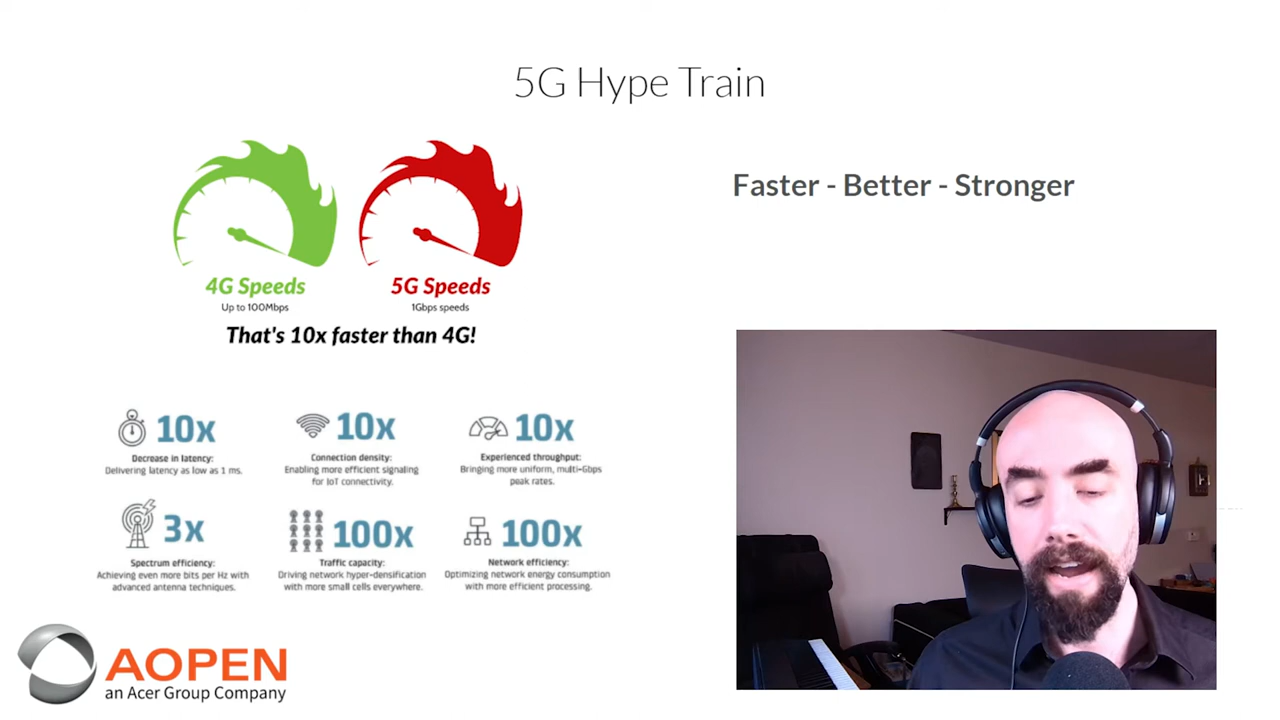 5G Hype Train
4G Speeds
Up to 100Mbps
5G Speeds
1Gbps speeds
That's 10x faster than 4G!
Faster - Better - Stronger
10x
Decrease in latency:
Delivering latency as low as 1 ms.
10x
Connection density:
Enabling more efficient signaling
for IoT connectivity.
10x
Experienced throughput:
Bringing more uniform, multi-Gbps
peak rates.
3x
Spectrum efficiency:
Achieving even more bits per Hz with
advanced antenna techniques.
100x
Traffic capacity:
Driving network hyper-densification
with more small cells everywhere.
100x
Network efficiency:
Optimizing network energy consumption
with more efficient processing.
AOPEN
an Acer Group Company